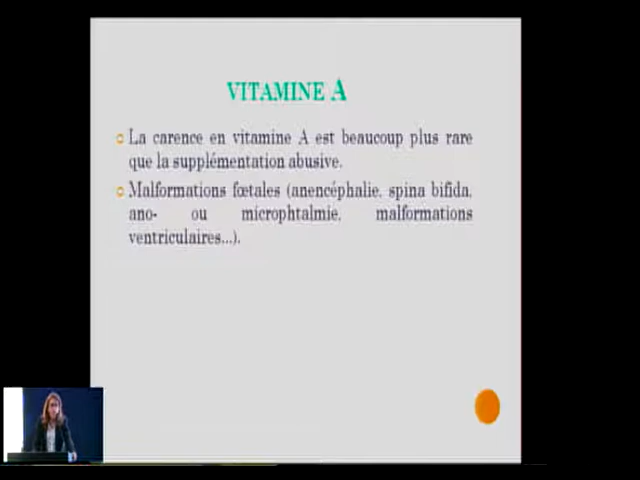 VITAMINE A
La carence en vitamine A est beaucoup plus rare
que la supplémentation abusive.
Malformations fœtales (anencéphalie, spina bifida,
ano- ou microphtalmie, malformations
ventriculaires...).